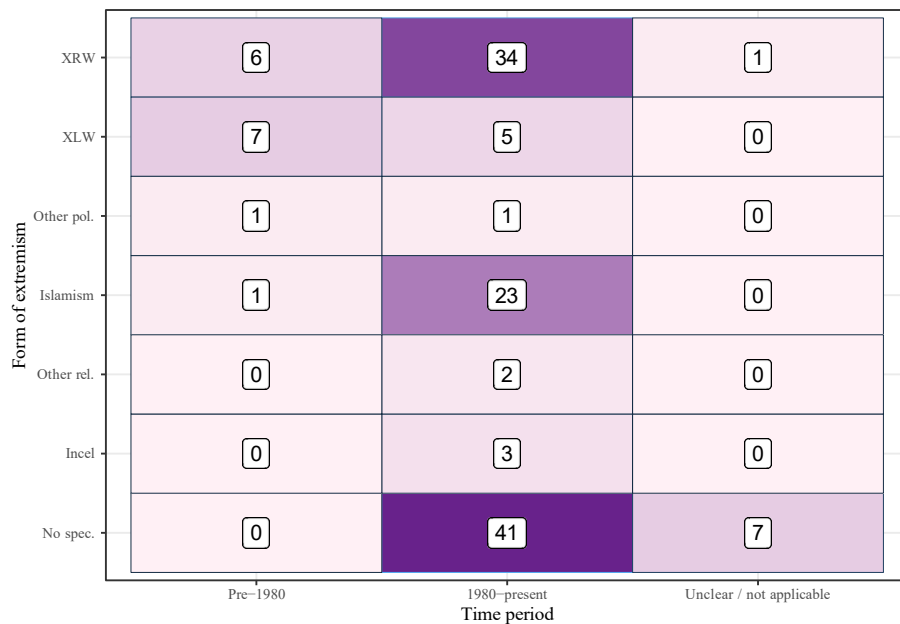 XRW 6 34 1
XLW 7 5 0
Other pol. 1 1 0
Islamism 1 23 0
Other rel. 0 2 0
Incel 0 3 0
No spec. 0 41 7
Form of extremism
Pre−1980 1980−present Unclear / not applicable
Time period